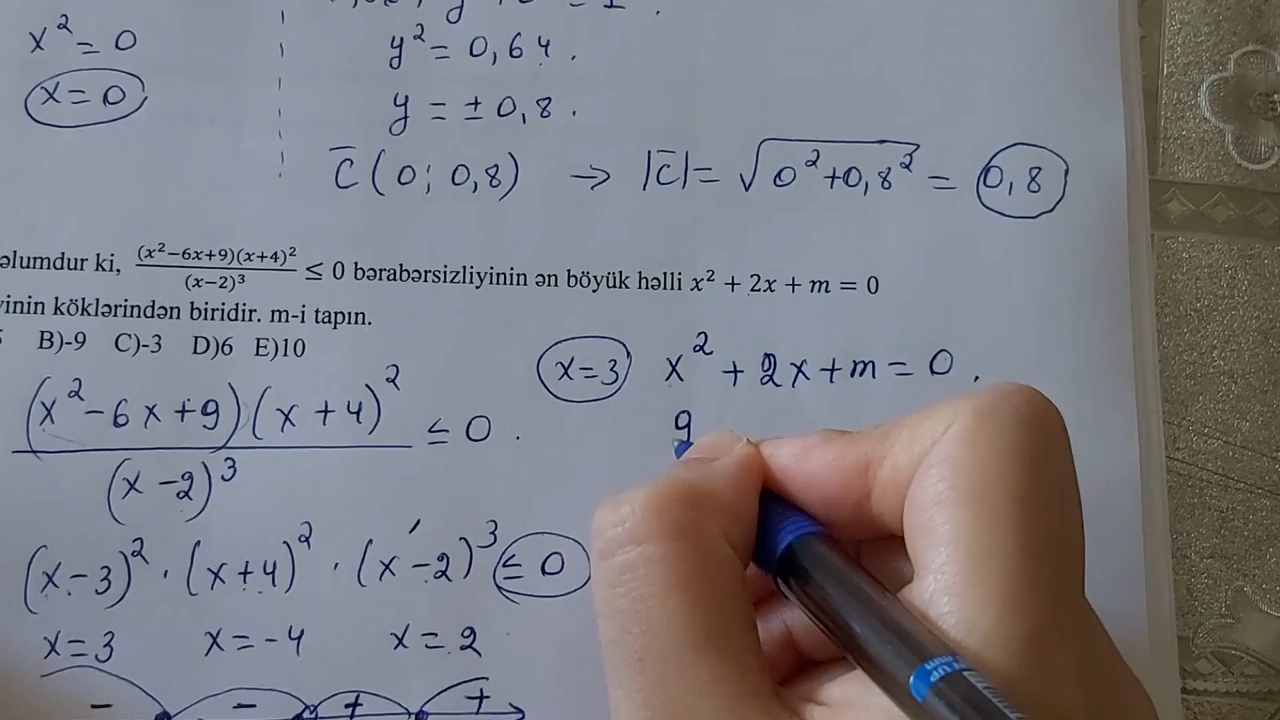 x² = 0
x = 0
y² = 0,64.
y = ± 0,8.
c̄ (0; 0,8) → |c̄| = √(0² + 0,8²) = 0,8
əlumdur ki, (x²−6x+9)(x+4)² / (x−2)³ ≤ 0 bərabərsizliyinin ən böyük həlli x² + 2x + m = 0
yinin köklərindən biridir. m-i tapın.
B)-9 C)-3 D)6 E)10
(x² - 6x + 9)(x + 4)² / (x - 2)³ ≤ 0.
(x - 3)² · (x + 4)² · (x - 2)³ ≤ 0
x = 3 x = -4 x = 2
- - + +
x = 3 x² + 2x + m = 0.
9